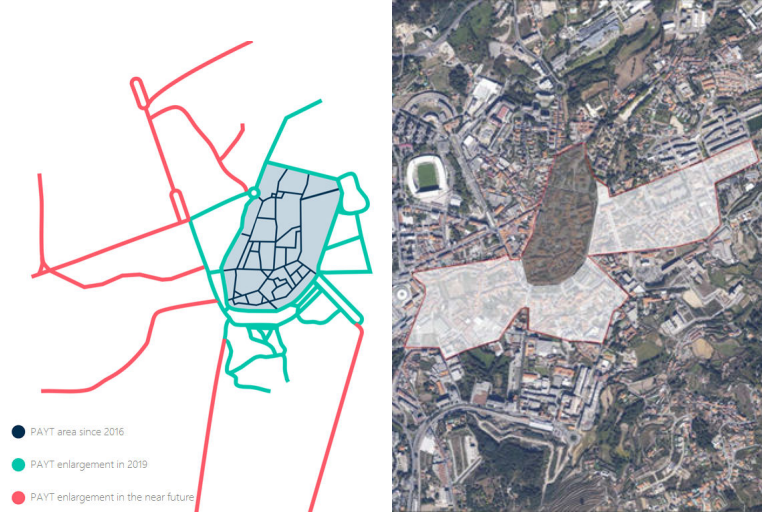 PAYT area since 2016
PAYT enlargement in 2019
PAYT enlargement in the near future